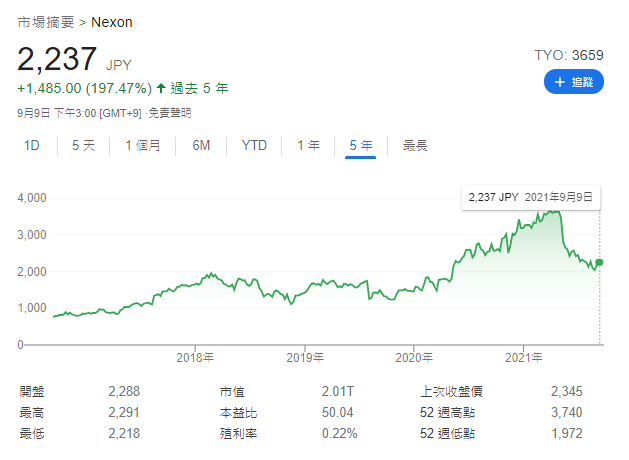 市場摘要 > Nexon
2,237 JPY
TYO: 3659
+1,485.00 (197.47%) ↑ 過去 5 年
+ 追蹤
9月9日 下午3:00 [GMT+9] · 免責聲明
1D 5 天 1 個月 6M YTD 1 年 5 年 最長
2,237 JPY 2021年9月9日
4,000
3,000
2,000
1,000
0
2018年 2019年 2020年 2021年
開盤 2,288 市值 2.01T 上次收盤價 2,345
最高 2,291 本益比 50.04 52 週高點 3,740
最低 2,218 殖利率 0.22% 52 週低點 1,972